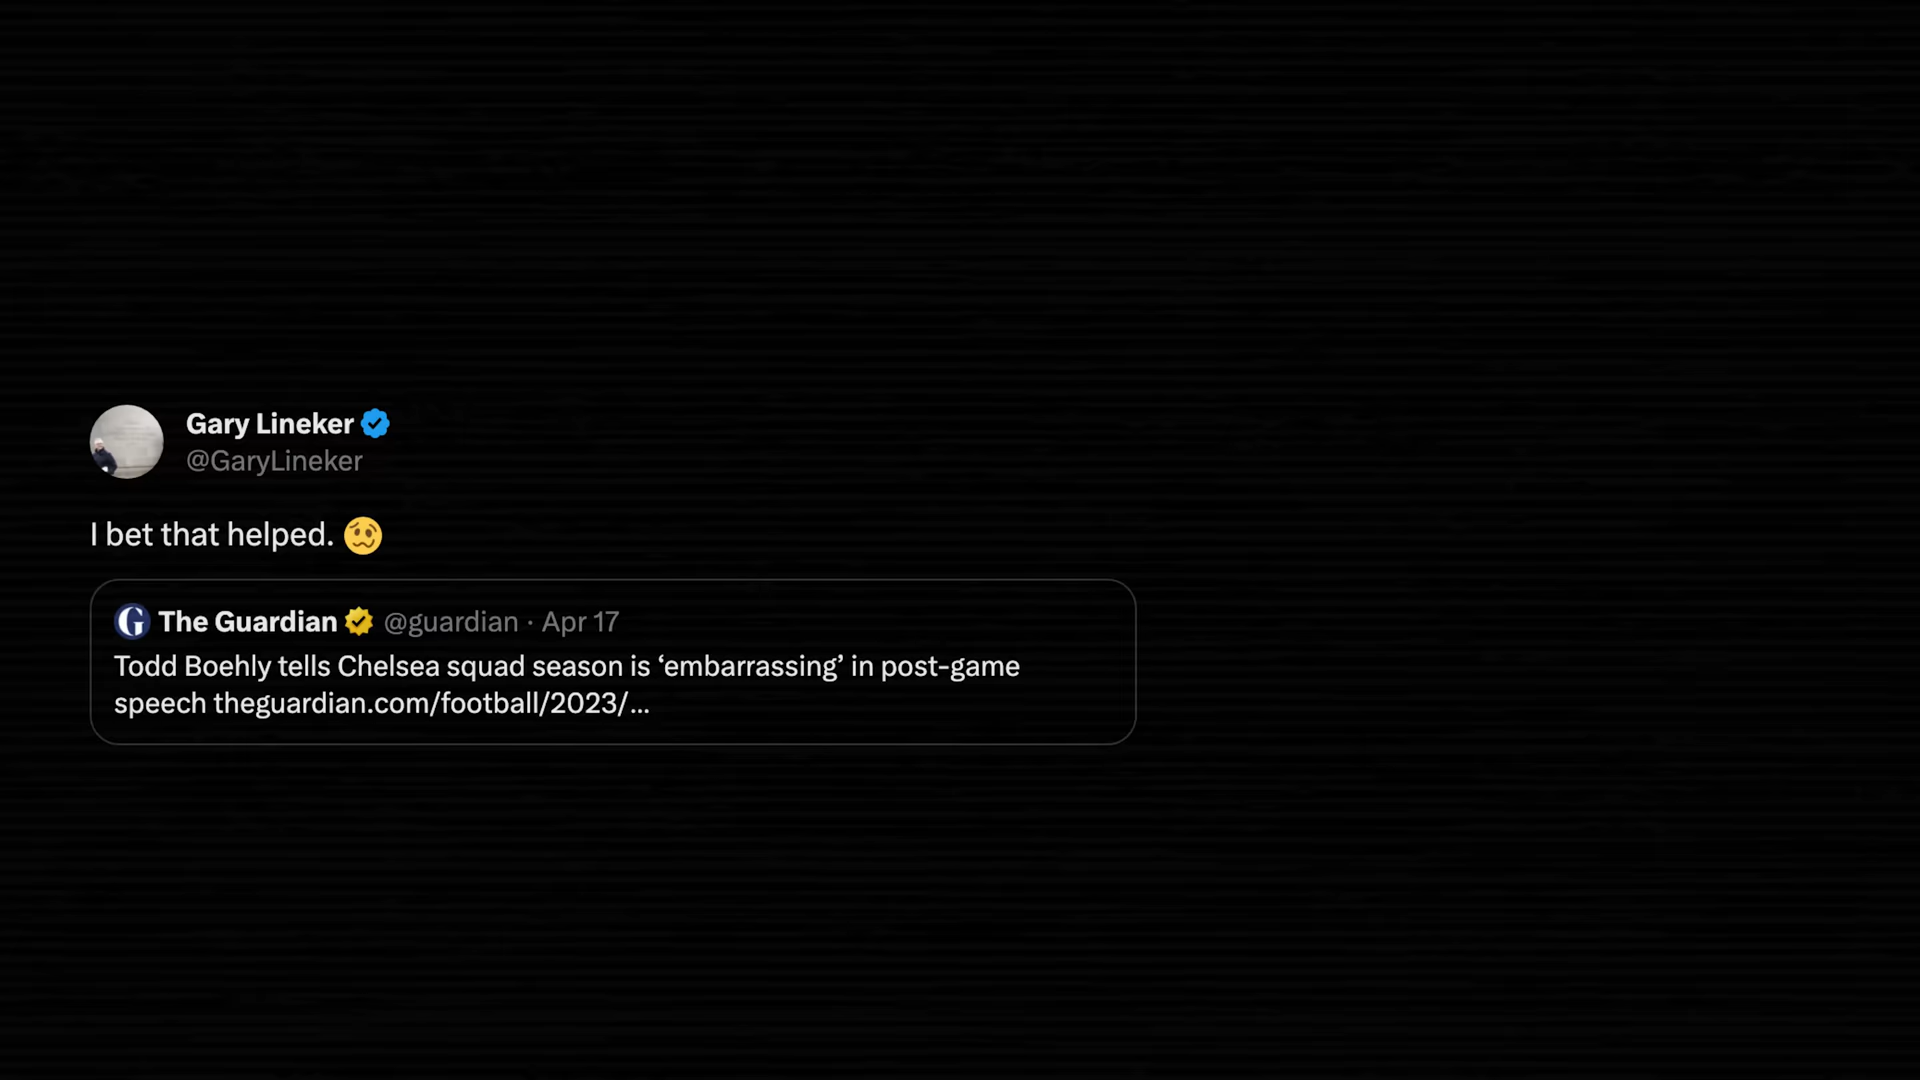 Gary Lineker
@GaryLineker
I bet that helped. 🥴
The Guardian @guardian · Apr 17
Todd Boehly tells Chelsea squad season is ‘embarrassing’ in post-game
speech theguardian.com/football/2023/...